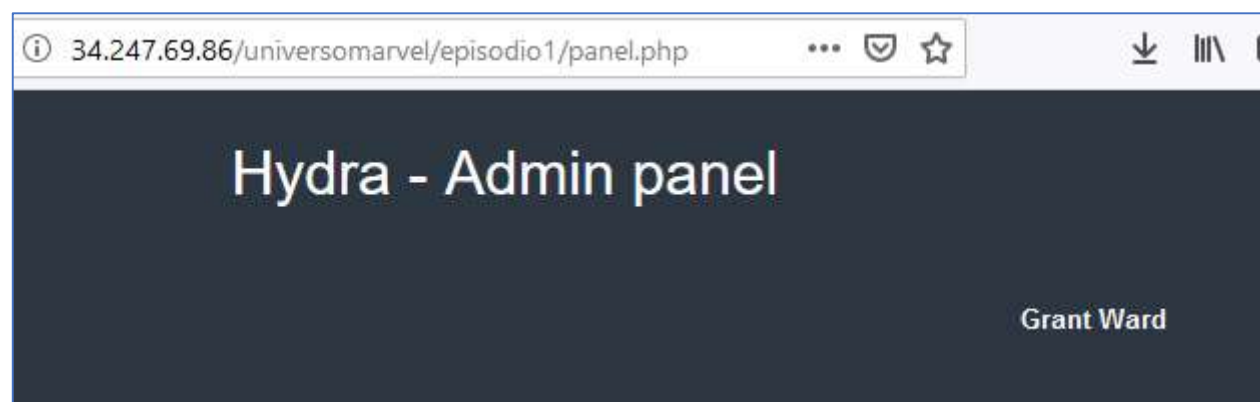 34.247.69.86/universomarvel/episodio1/panel.php
Hydra - Admin panel
Grant Ward